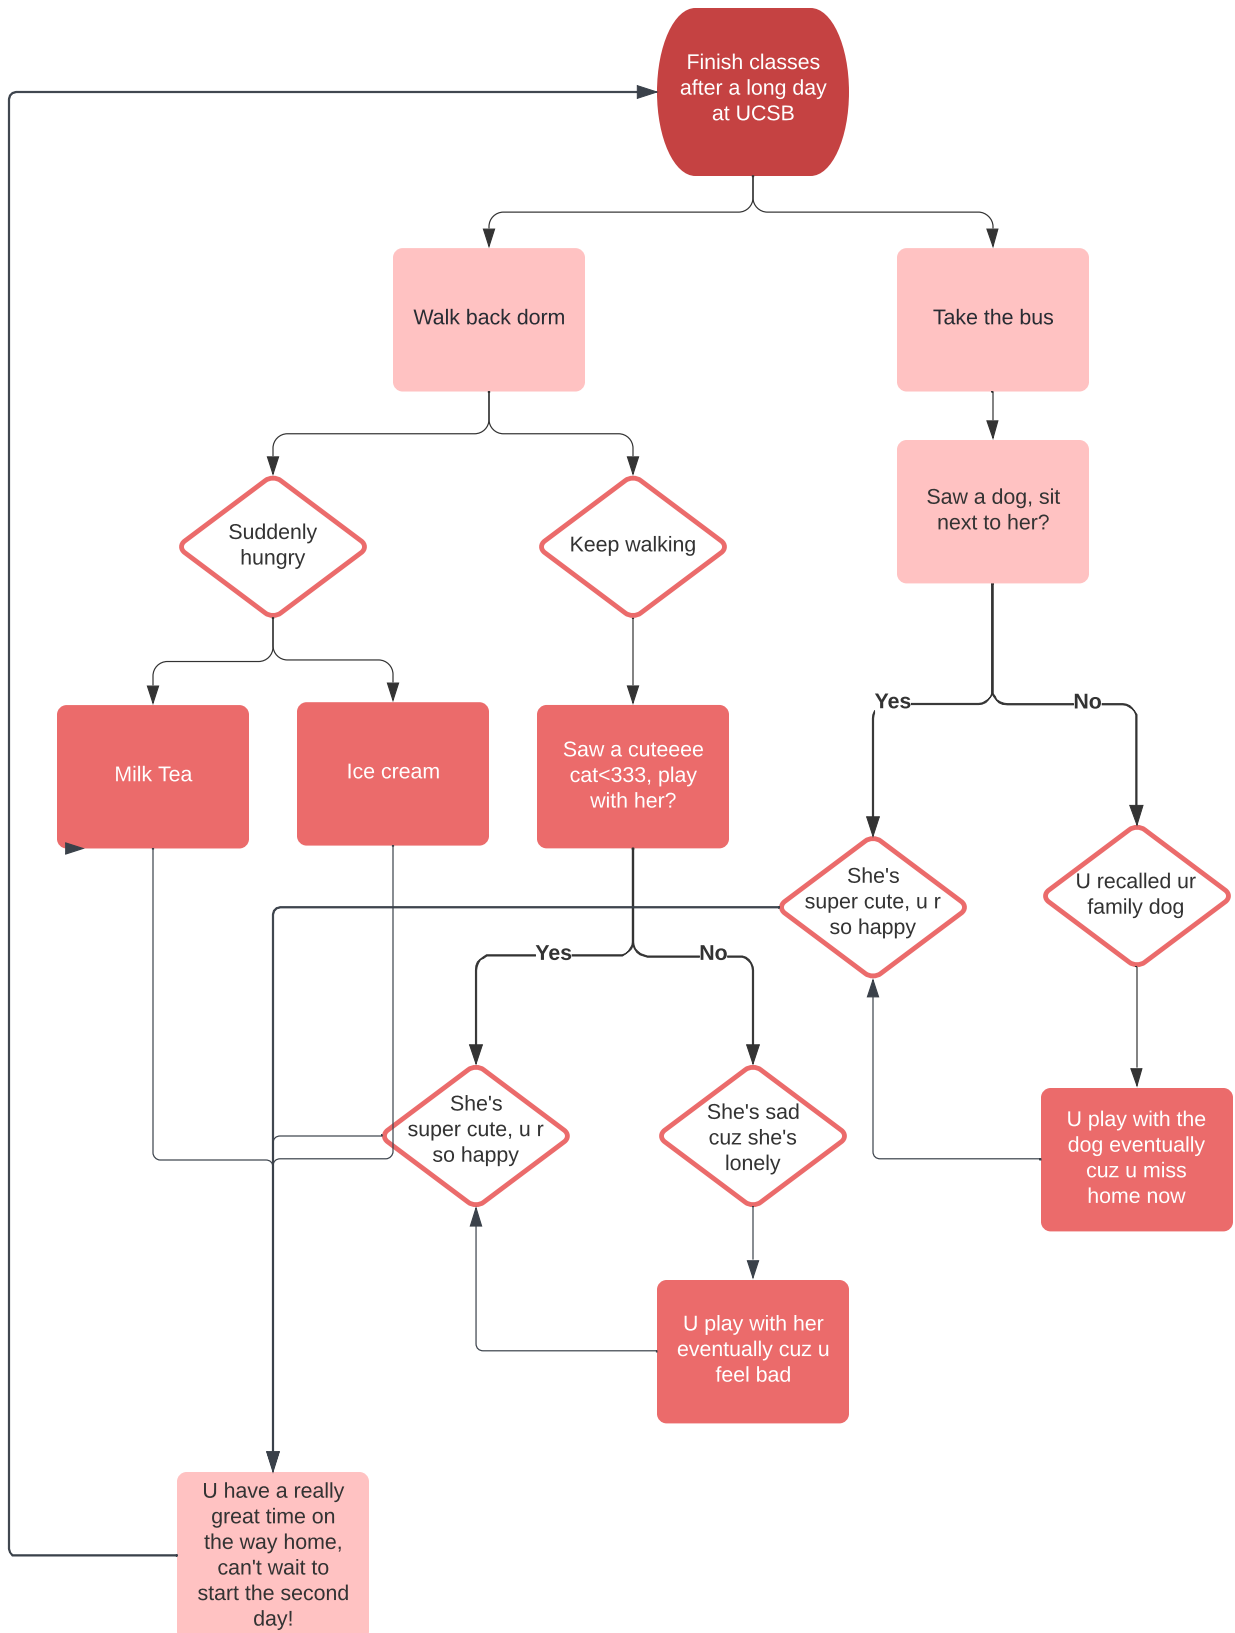 Finish classes
after a long day
at UCSB
Walk back dorm
Take the bus
Saw a dog, sit
next to her?
Suddenly
hungry
Keep walking
Yes
No
Milk Tea
Ice cream
Saw a cuteeee
cat<333, play
with her?
She's
super cute, u r
so happy
U recalled ur
family dog
Yes
No
She's
super cute, u r
so happy
She's sad
cuz she's
lonely
U play with the
dog eventually
cuz u miss
home now
U play with her
eventually cuz u
feel bad
U have a really
great time on
the way home,
can't wait to
start the second
day!